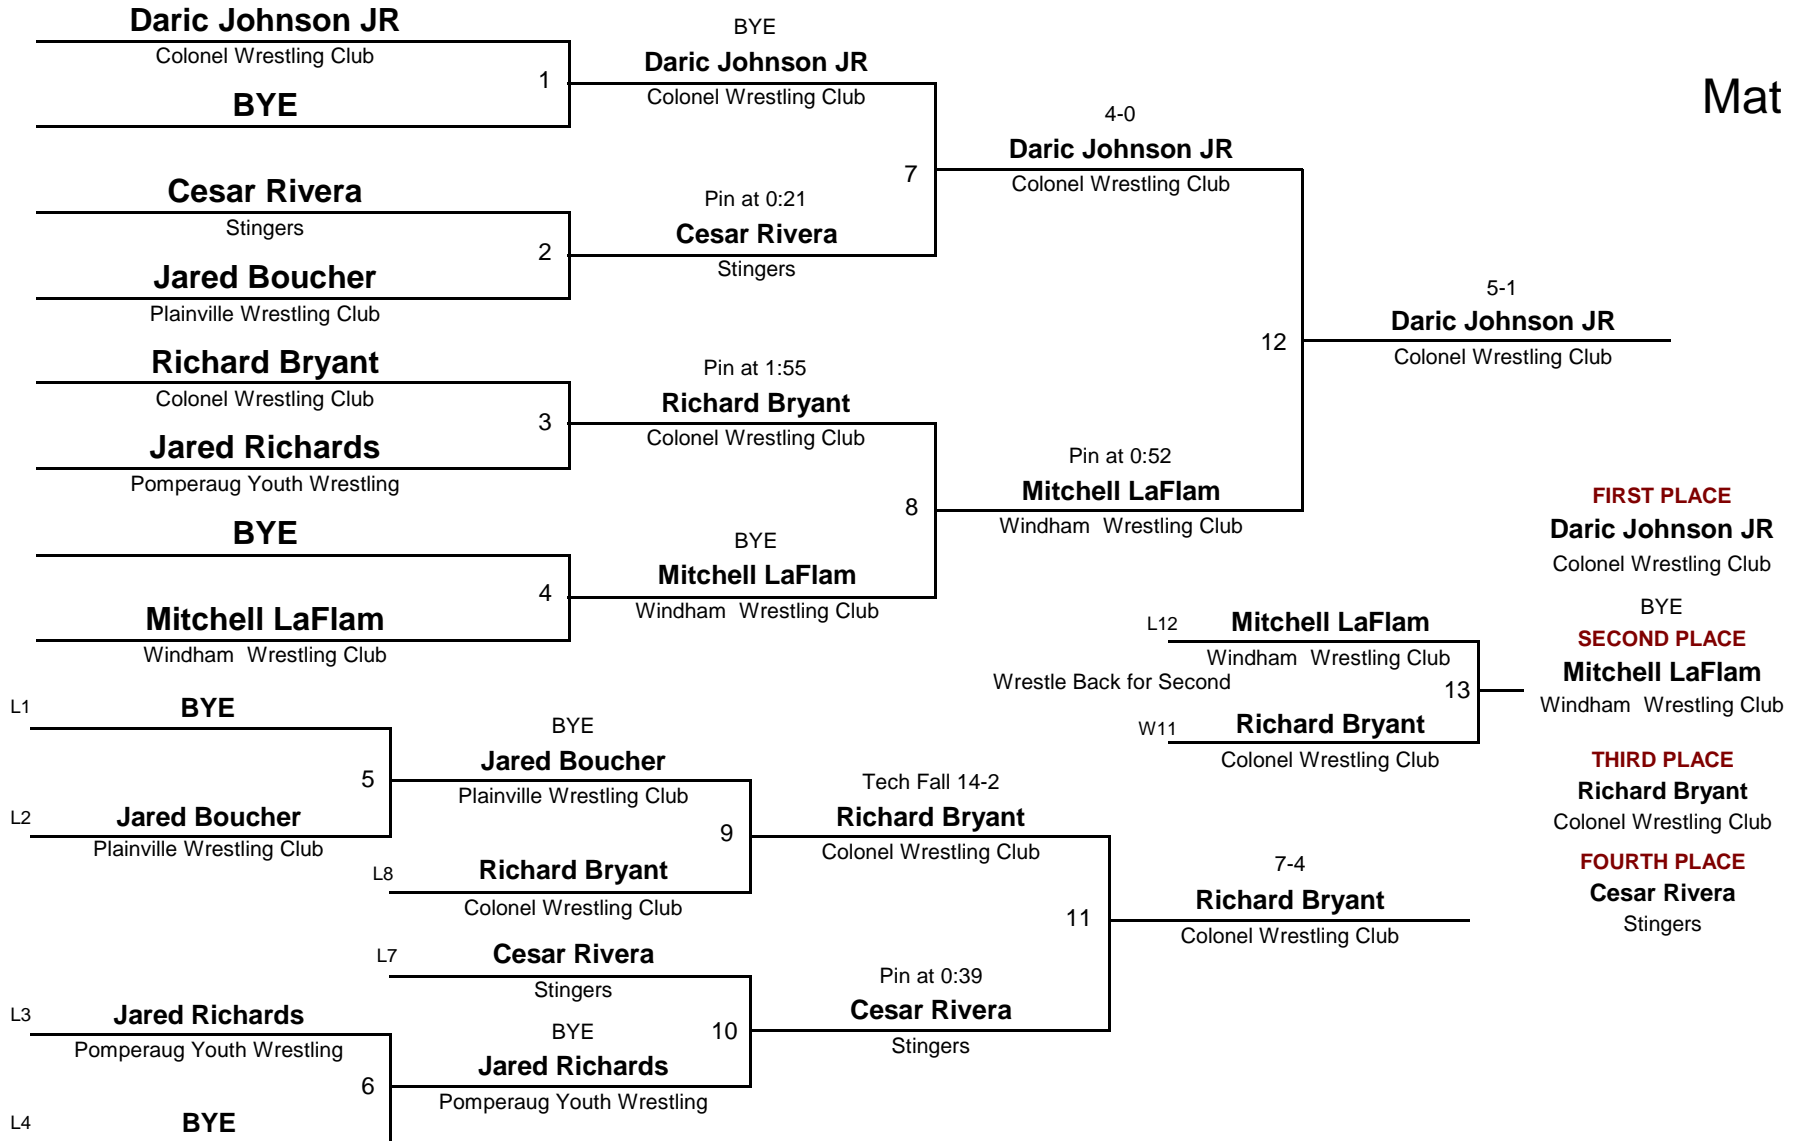 Daric Johnson JR
Colonel Wrestling Club
1
BYE
BYE
Daric Johnson JR
Colonel Wrestling Club
Mat
Cesar Rivera
Stingers
2
Jared Boucher
Plainville Wrestling Club
Pin at 0:21
Cesar Rivera
Stingers
7
4-0
Daric Johnson JR
Colonel Wrestling Club
Richard Bryant
Colonel Wrestling Club
3
Jared Richards
Pomperaug Youth Wrestling
Pin at 1:55
Richard Bryant
Colonel Wrestling Club
BYE
4
Mitchell LaFlam
Windham  Wrestling Club
BYE
Mitchell LaFlam
Windham  Wrestling Club
8
Pin at 0:52
Mitchell LaFlam
Windham  Wrestling Club
12
5-1
Daric Johnson JR
Colonel Wrestling Club
FIRST PLACE
Daric Johnson JR
Colonel Wrestling Club
L12
Mitchell LaFlam
Windham  Wrestling Club
Wrestle Back for Second
13
W11
Richard Bryant
Colonel Wrestling Club
BYE
SECOND PLACE
Mitchell LaFlam
Windham  Wrestling Club
THIRD PLACE
Richard Bryant
Colonel Wrestling Club
FOURTH PLACE
Cesar Rivera
Stingers
L1
BYE
5
L2
Jared Boucher
Plainville Wrestling Club
BYE
Jared Boucher
Plainville Wrestling Club
9
L8
Richard Bryant
Colonel Wrestling Club
Tech Fall 14-2
Richard Bryant
Colonel Wrestling Club
L7
Cesar Rivera
Stingers
10
L3
Jared Richards
Pomperaug Youth Wrestling
6
L4
BYE
BYE
Jared Richards
Pomperaug Youth Wrestling
Pin at 0:39
Cesar Rivera
Stingers
11
7-4
Richard Bryant
Colonel Wrestling Club